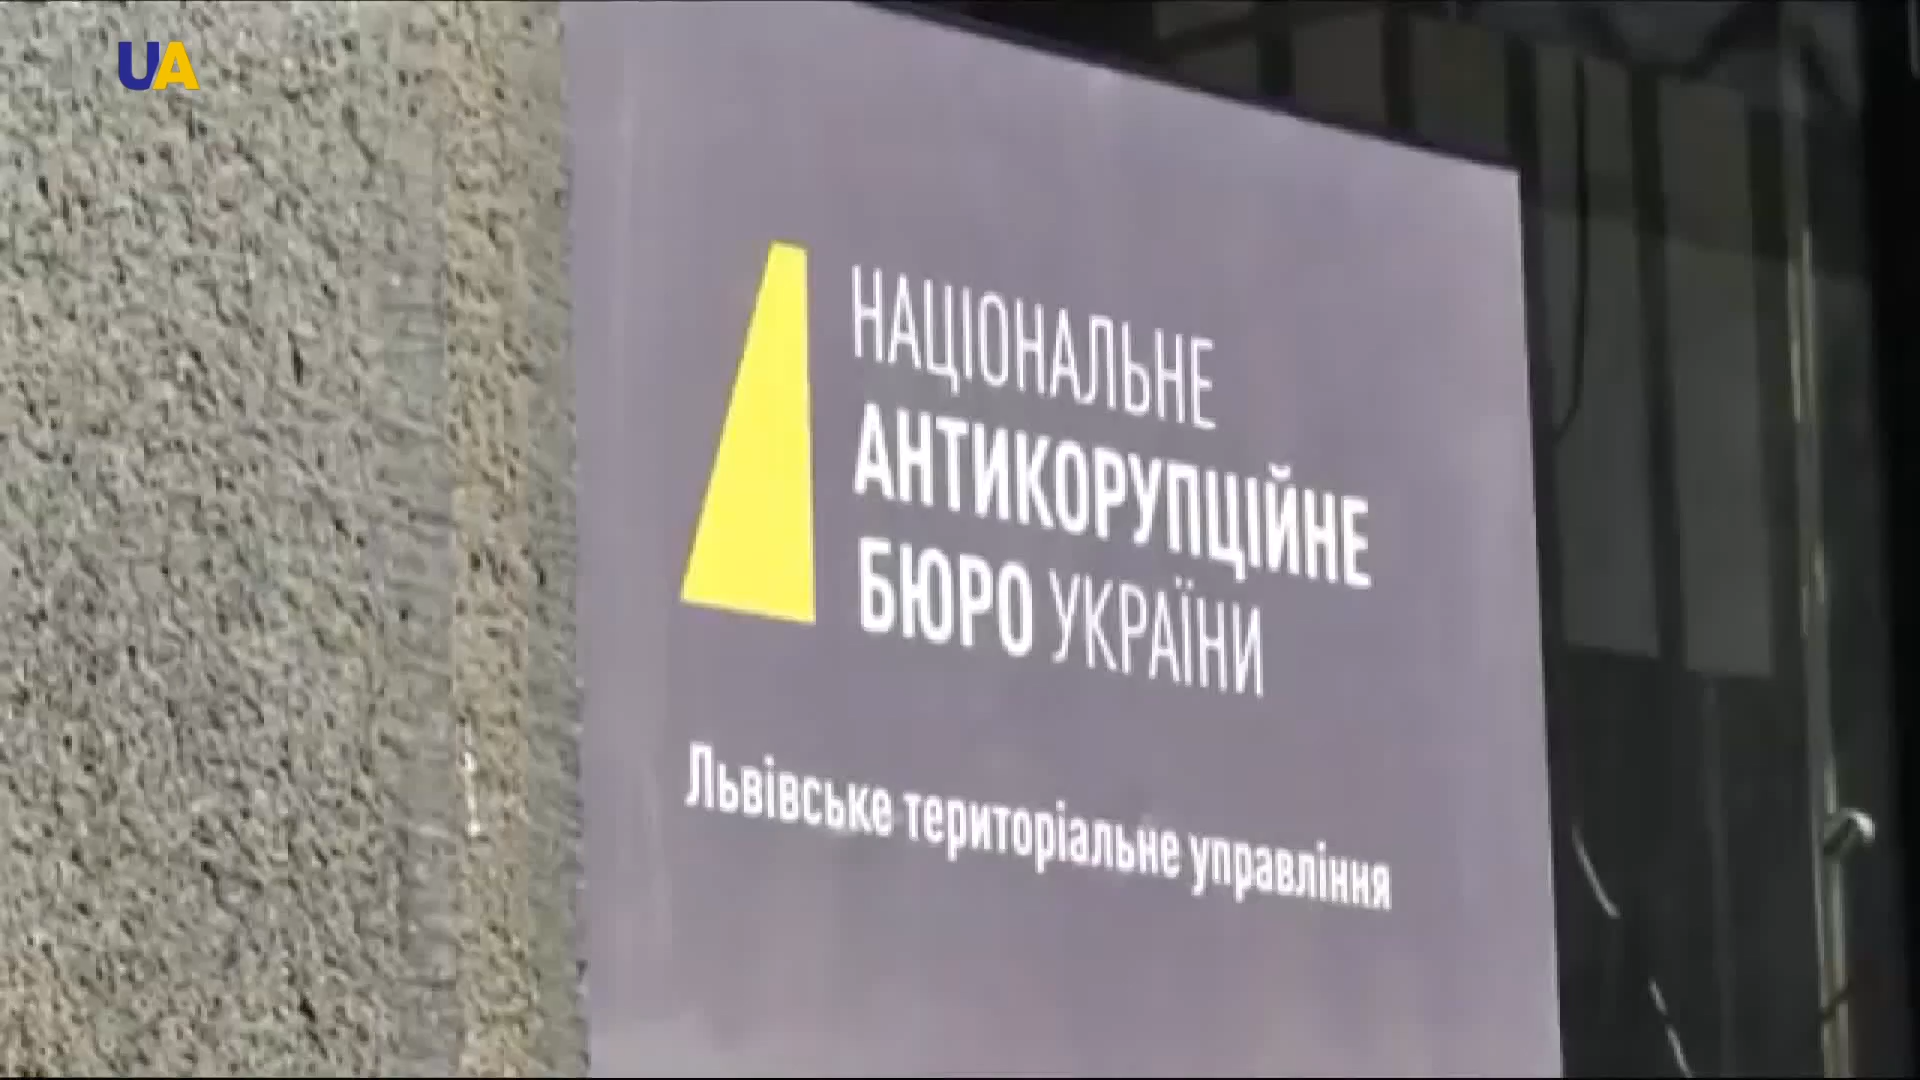 UA
НАЦІОНАЛЬНЕ
АНТИКОРУПЦІЙНЕ
БЮРО УКРАЇНИ
Львівське територіальне управління